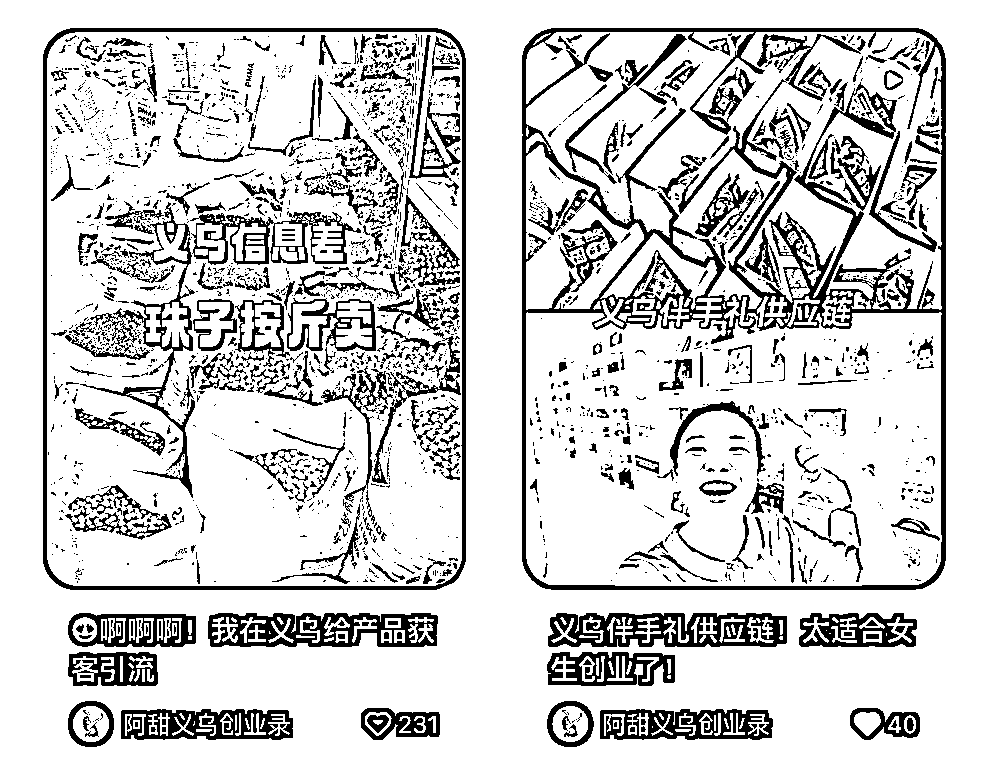 义乌信息差
珠子按斤卖
啊啊啊！我在义乌给产品获
客引流
阿甜义乌创业录
231
义乌伴手礼供应链
义乌伴手礼供应链！太适合女
生创业了！
阿甜义乌创业录
40